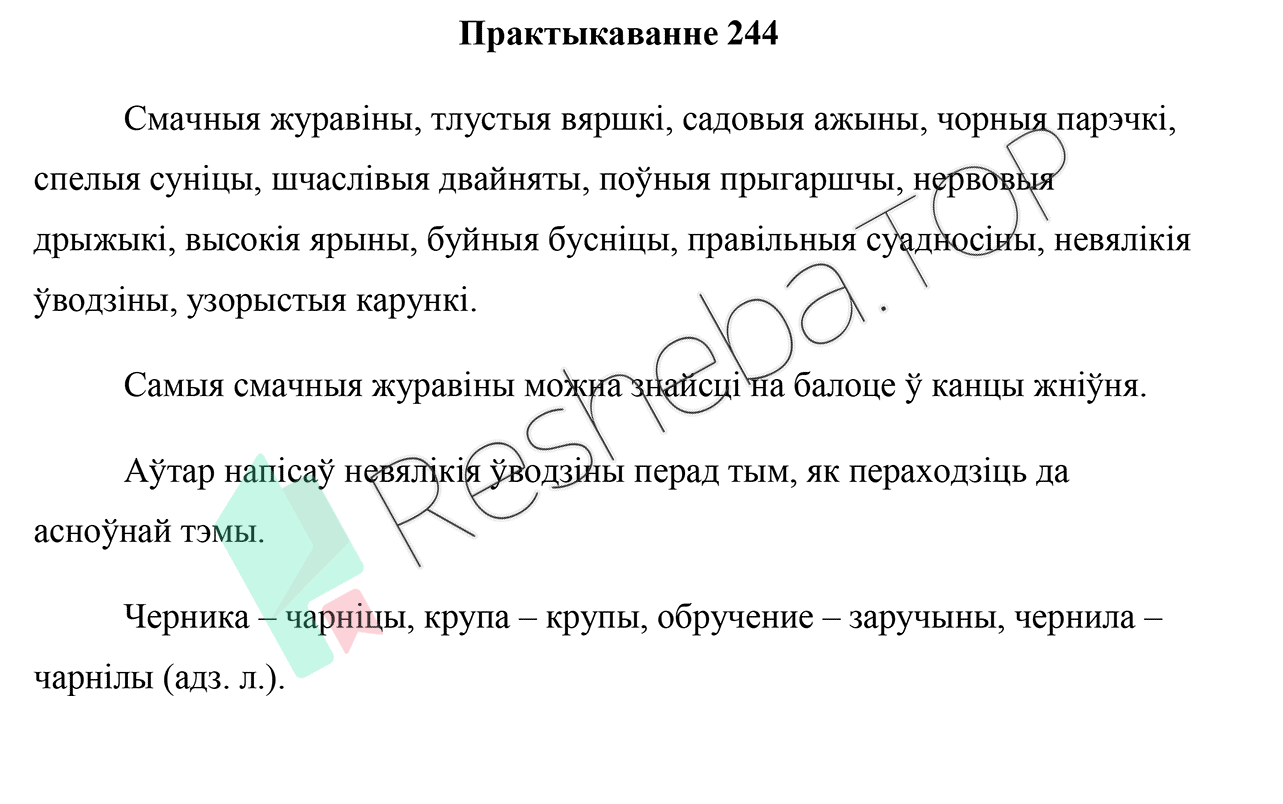 Практыкаванне 244
Смачныя журавіны, тлустыя вяршкі, садовыя ажыны, чорныя парэчкі,
спелыя суніцы, шчаслівыя двайняты, поўныя прыгаршчы, нервовыя
дрыжыкі, высокія ярыны, буйныя бусніцы, правільныя суадносіны, невялікія
ўводзіны, узорыстыя карункі.
Самыя смачныя журавіны можна знайсці на балоце ў канцы жніўня.
Аўтар напісаў невялікія ўводзіны перад тым, як пераходзіць да
асноўнай тэмы.
Черника – чарніцы, крупа – крупы, обручение – заручыны, чернила –
чарнілы (адз. л.).
Resheba.TOP